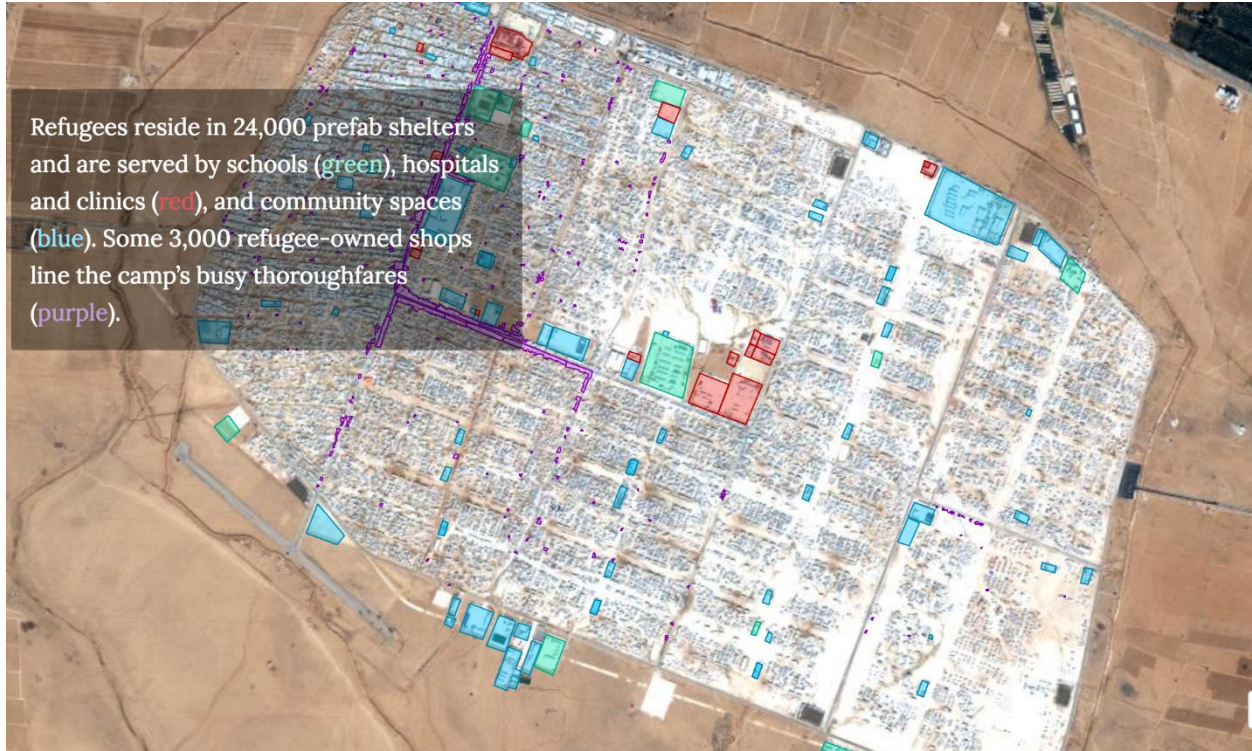 Refugees reside in 24,000 prefab shelters
and are served by schools (green), hospitals
and clinics (red), and community spaces
(blue). Some 3,000 refugee-owned shops
line the camp’s busy thoroughfares
(purple).